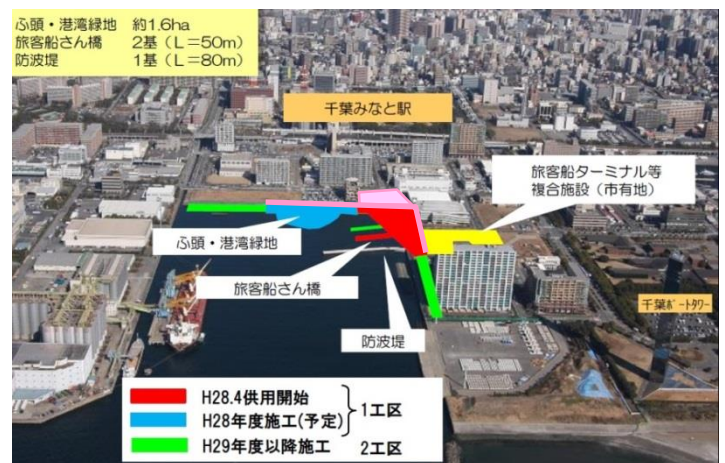 ふ頭・港湾緑地　約1.6ha
旅客船さん橋　2基（L＝50m）
防波堤　1基（L＝80m）
千葉みなと駅
旅客船ターミナル等
複合施設（市有地）
ふ頭・港湾緑地
旅客船さん橋
防波堤
千葉ﾎﾟｰﾄタワー
H28.4供用開始
H28年度施工(予定)
1工区
H29年度以降施工　2工区